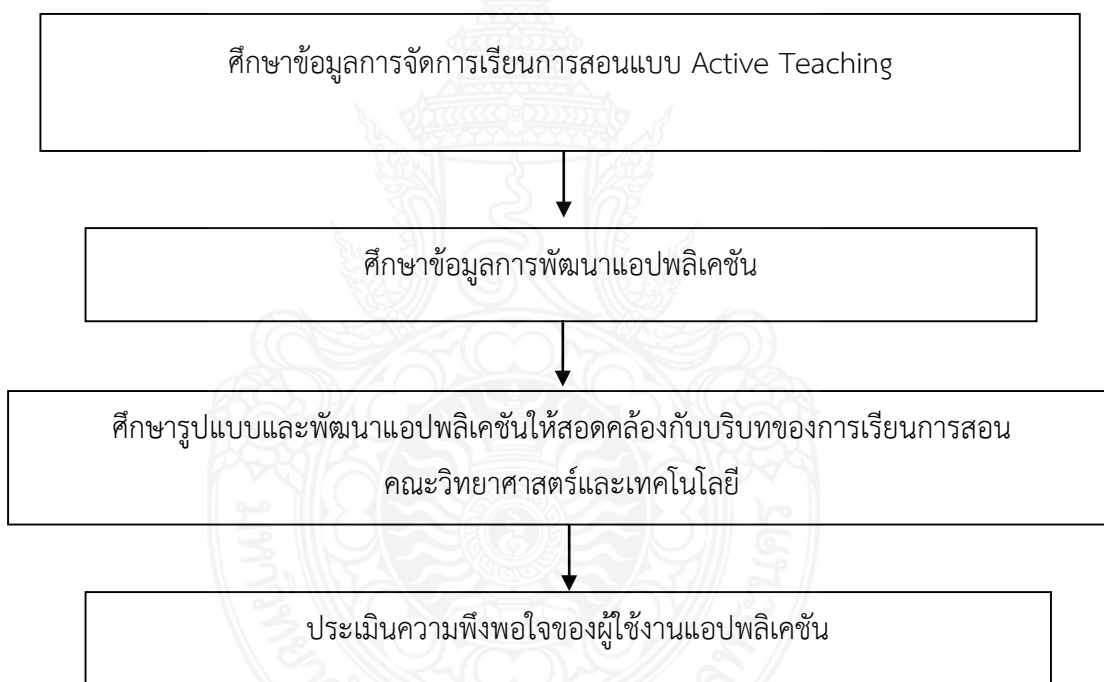 ศึกษาข้อมูลการจัดการเรียนการสอนแบบ Active Teaching
ศึกษาข้อมูลการพัฒนาแอปพลิเคชัน
ศึกษารูปแบบและพัฒนาแอปพลิเคชันให้สอดคล้องกับบริบทของการเรียนการสอน
คณะวิทยาศาสตร์และเทคโนโลยี
ประเมินความพึงพอใจของผู้ใช้งานแอปพลิเคชัน